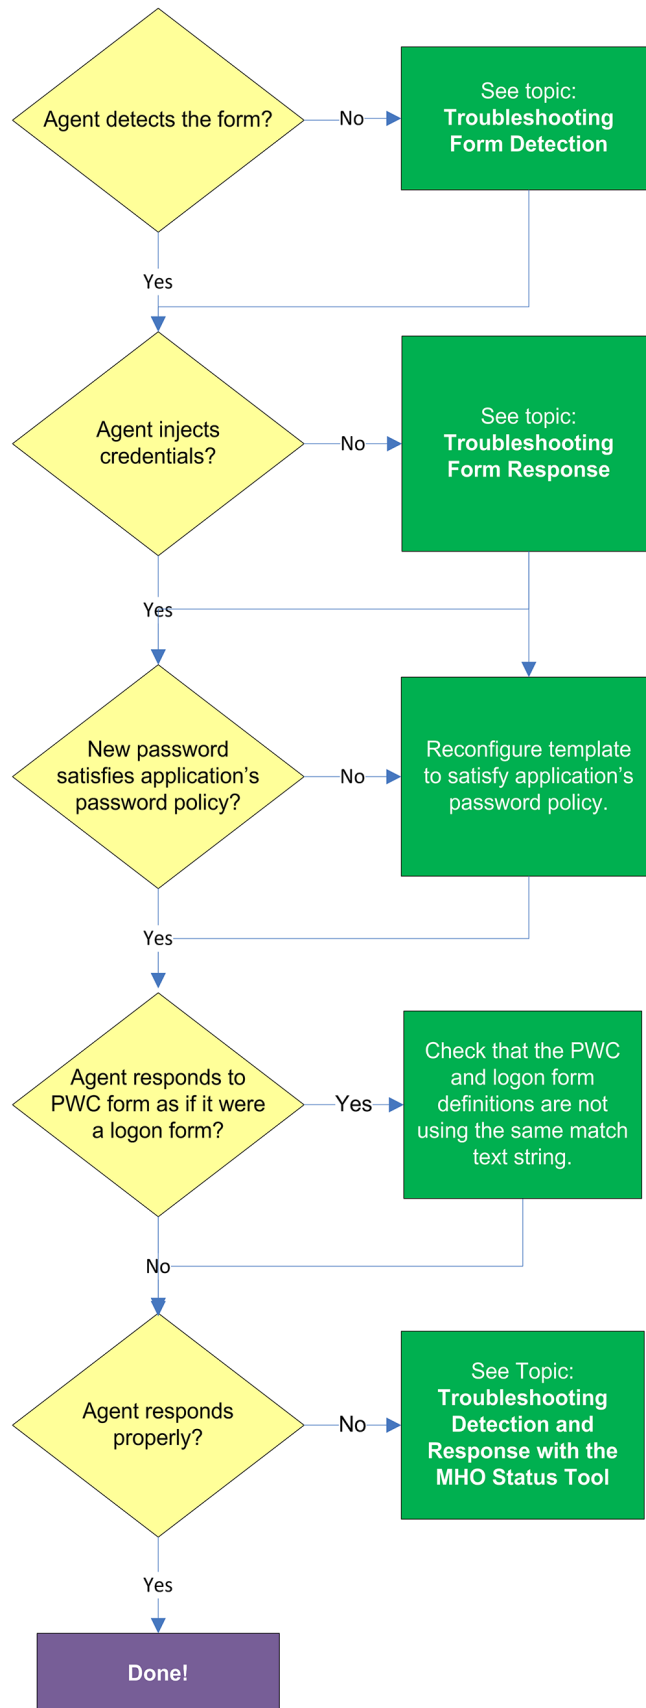 Agent detects the form?
No
See topic:
Troubleshooting
Form Detection
Yes
Agent injects
credentials?
No
See topic:
Troubleshooting
Form Response
Yes
New password
satisfies application's
password policy?
No
Reconfigure template
to satisfy application's
password policy.
Yes
Agent responds to
PWC form as if it were
a logon form?
Yes
Check that the PWC
and logon form
definitions are not
using the same match
text string.
No
Agent responds
properly?
No
See Topic:
Troubleshooting
Detection and
Response with the
MHO Status Tool
Yes
Done!